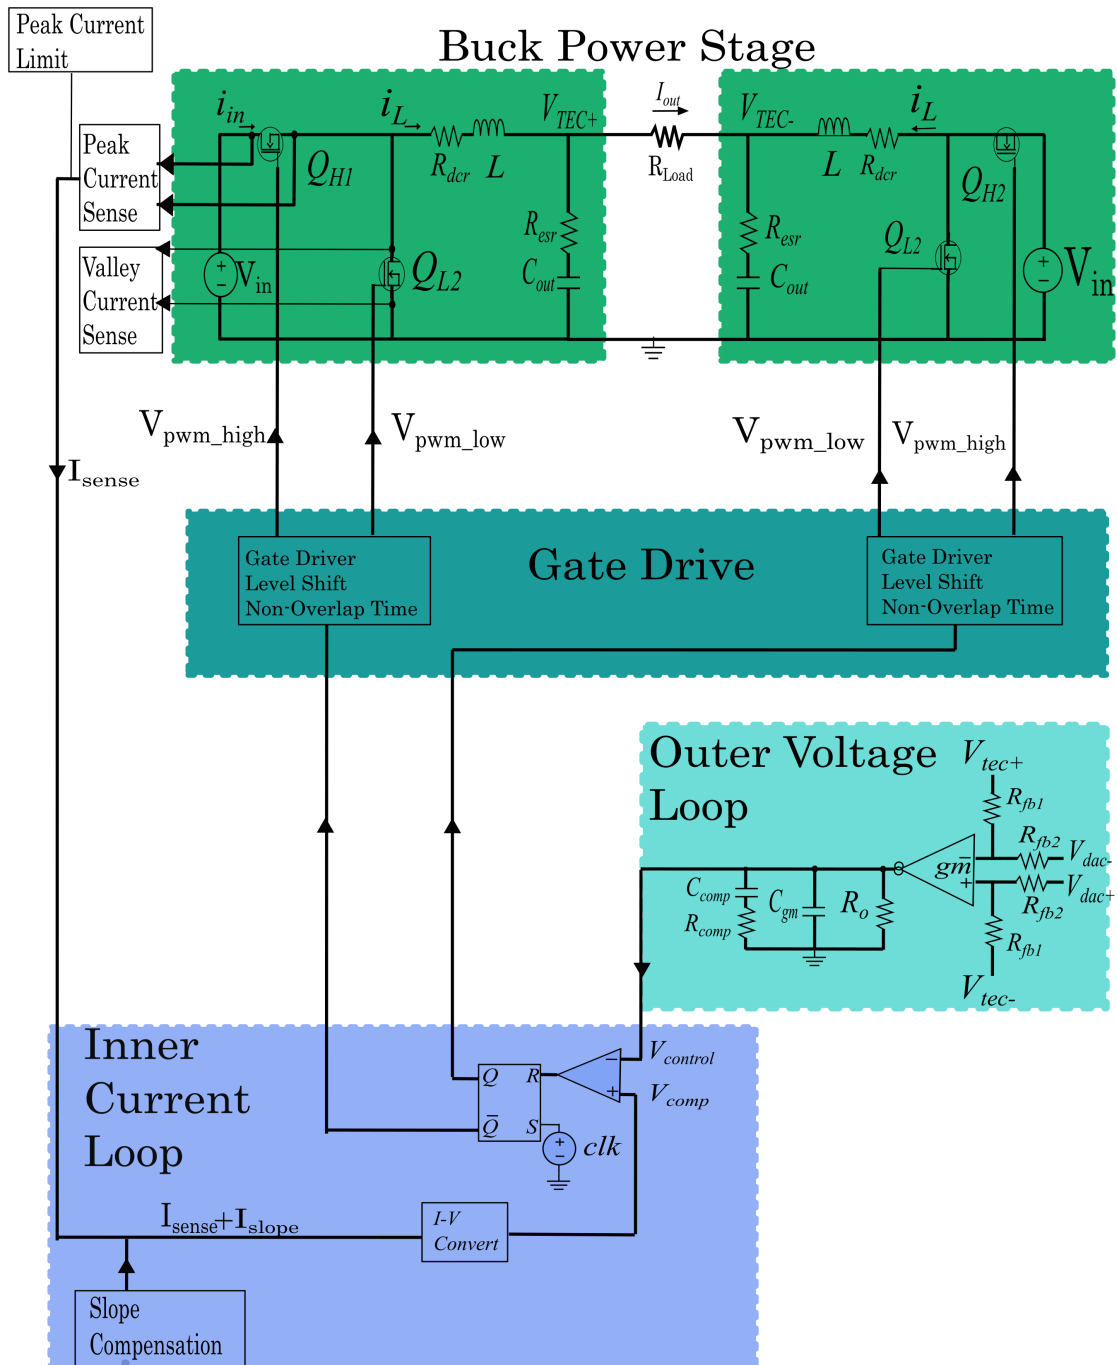 Peak Current
Limit
Buck Power Stage
i_in
i_L
V_TEC+
I_out
V_TEC-
i_L
Peak
Current
Sense
Q_H1
R_dcr
L
R_Load
L
R_dcr
Q_H2
Valley
Current
Sense
V_in
Q_L2
R_esr
C_out
R_esr
C_out
Q_L2
V_in
V_pwm_high
V_pwm_low
V_pwm_low
V_pwm_high
I_sense
Gate Driver
Level Shift
Non-Overlap Time
Gate Drive
Gate Driver
Level Shift
Non-Overlap Time
Outer Voltage
Loop
V_tec+
R_fb1
R_fb2
V_dac-
gm
V_dac+
R_fb2
R_fb1
V_tec-
C_comp
R_comp
C_gm
R_o
Inner
Current
Loop
Q
R
Q̅
S
V_control
V_comp
clk
I_sense+I_slope
I-V
Convert
Slope
Compensation